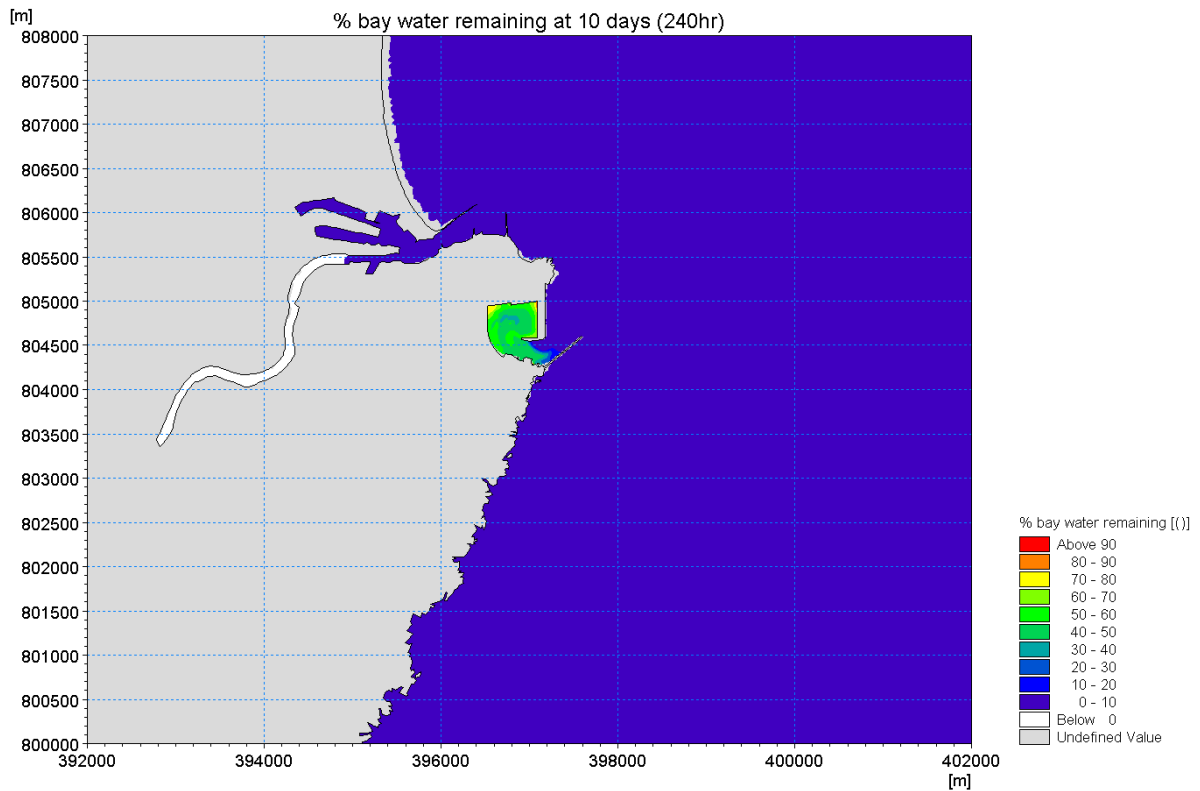 % bay water remaining at 10 days (240hr)
[m]
808000
807500
807000
806500
806000
805500
805000
804500
804000
803500
803000
802500
802000
801500
801000
800500
800000
392000 394000 396000 398000 400000 402000
[m]
% bay water remaining [()]
Above 90
80 - 90
70 - 80
60 - 70
50 - 60
40 - 50
30 - 40
20 - 30
10 - 20
0 - 10
Below 0
Undefined Value